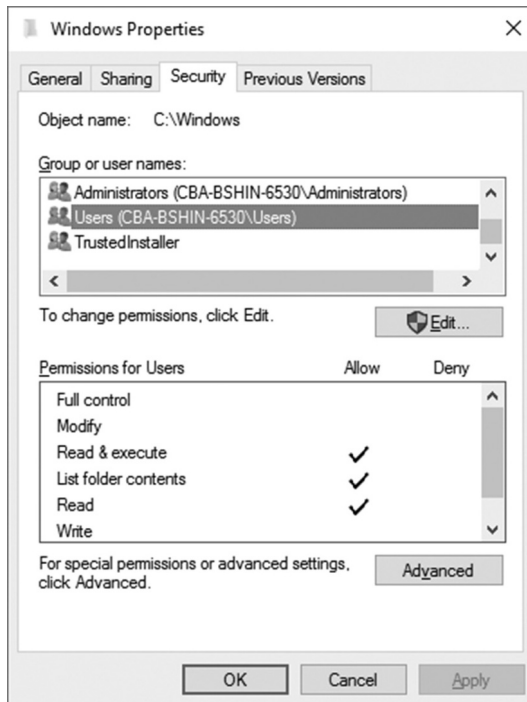 Windows Properties
General Sharing Security Previous Versions
Object name: C:\Windows
Group or user names:
Administrators (CBA-BSHIN-6530\Administrators)
Users (CBA-BSHIN-6530\Users)
TrustedInstaller
To change permissions, click Edit.
Edit...
Permissions for Users Allow Deny
Full control
Modify
Read & execute
List folder contents
Read
Write
For special permissions or advanced settings,
click Advanced.
Advanced
OK Cancel Apply